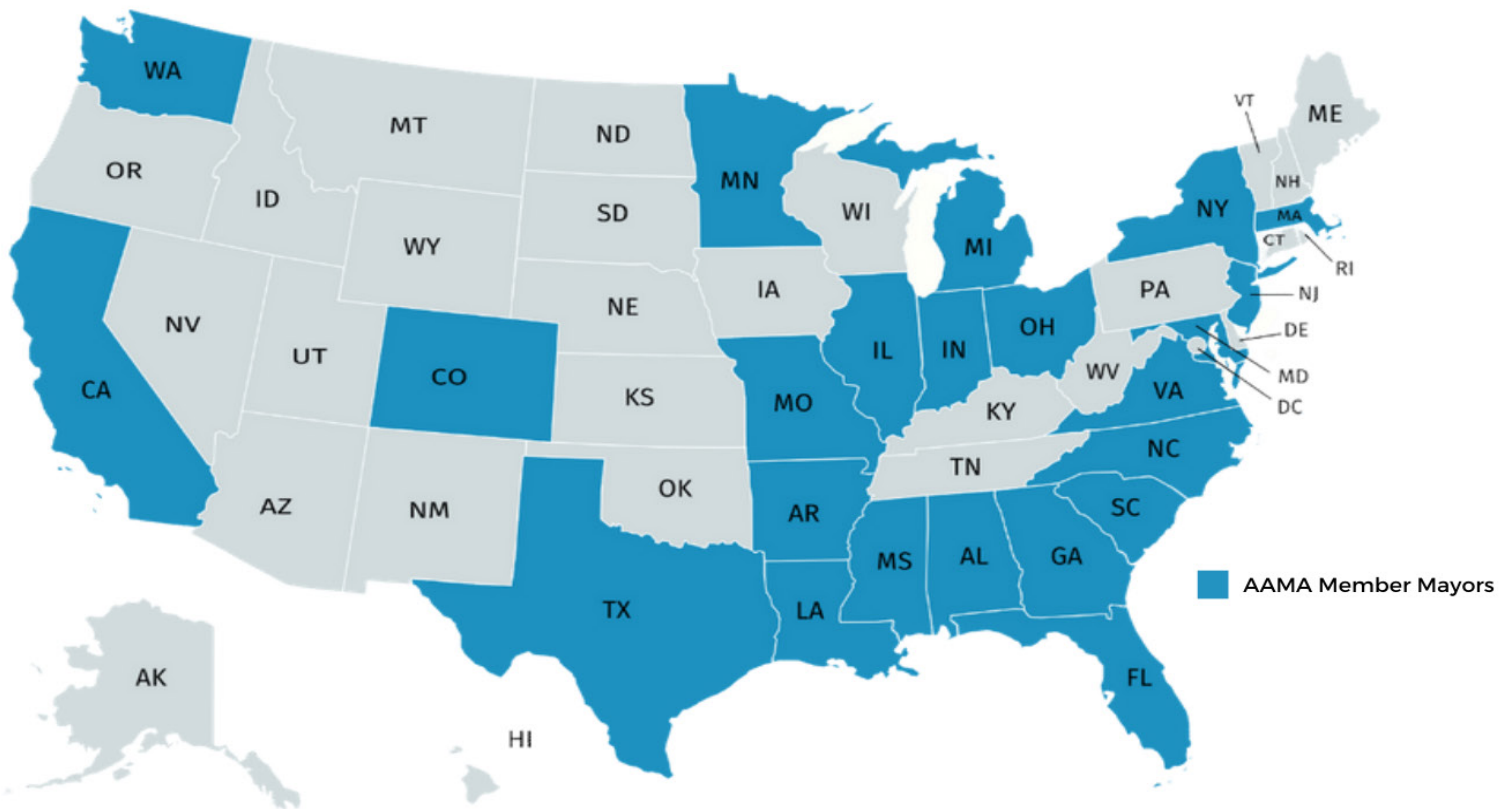 WA
MT
ND
MN
OR
ID
SD
WI
WY
MI
VT
ME
NH
NY
MA
CT
RI
IA
NE
PA
NJ
NV
UT
CO
IL
IN
OH
DE
WV
MD
DC
VA
CA
KS
MO
KY
NC
TN
AZ
NM
OK
AR
SC
MS
AL
GA
TX
LA
AAMA Member Mayors
FL
AK
HI